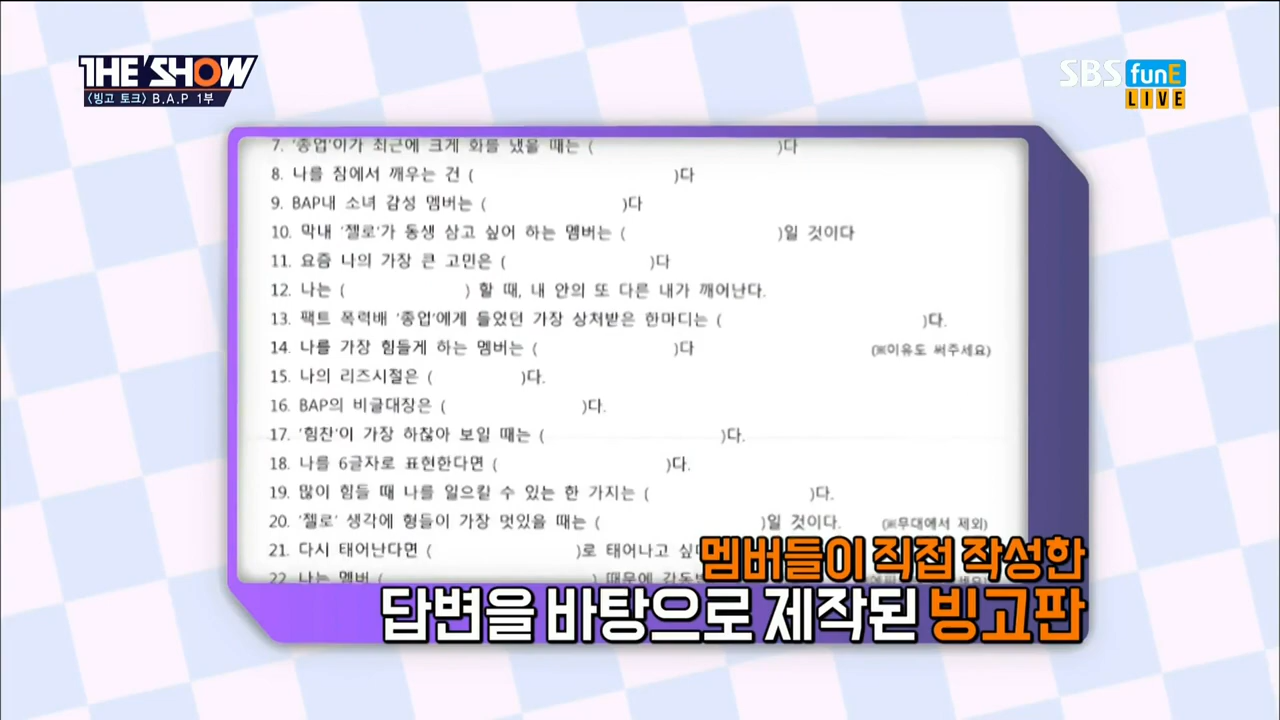 THE SHOW
〈빙고 토크〉 B.A.P 1부
SBS funE
LIVE
7. '종업'이가 최근에 크게 화를 냈을 때는 ( )다
8. 나를 잠에서 깨우는 건 ( )다
9. BAP내 소녀 감성 멤버는 ( )다
10. 막내 '젤로'가 동생 삼고 싶어 하는 멤버는 ( )일 것이다
11. 요즘 나의 가장 큰 고민은 ( )다
12. 나는 ( ) 할 때, 내 안의 또 다른 내가 깨어난다.
13. 팩트 폭력배 '종업'에게 들었던 가장 상처받은 한마디는 ( )다.
14. 나를 가장 힘들게 하는 멤버는 ( )다 (※이유도 써주세요)
15. 나의 리즈시절은 ( )다.
16. BAP의 비글대장은 ( )다.
17. '힘찬'이 가장 하찮아 보일 때는 ( )다.
18. 나를 6글자로 표현한다면 ( )다.
19. 많이 힘들 때 나를 일으킬 수 있는 한 가지는 ( )다.
20. '젤로' 생각에 형들이 가장 멋있을 때는 ( )일 것이다. (※무대에서 제외)
21. 다시 태어난다면 ( )로 태어나고
22. 나는 멤버 ( ) 때문에
멤버들이 직접 작성한
답변을 바탕으로 제작된 빙고판